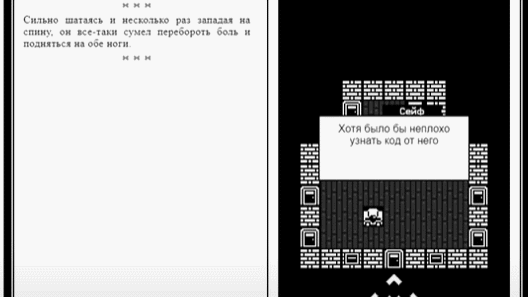 Сильно шатаясь и несколько раз западая на
спину, он все-таки сумел перебороть боль и
подняться на обе ноги.
Сейф
Хотя было бы неплохо
узнать код от него